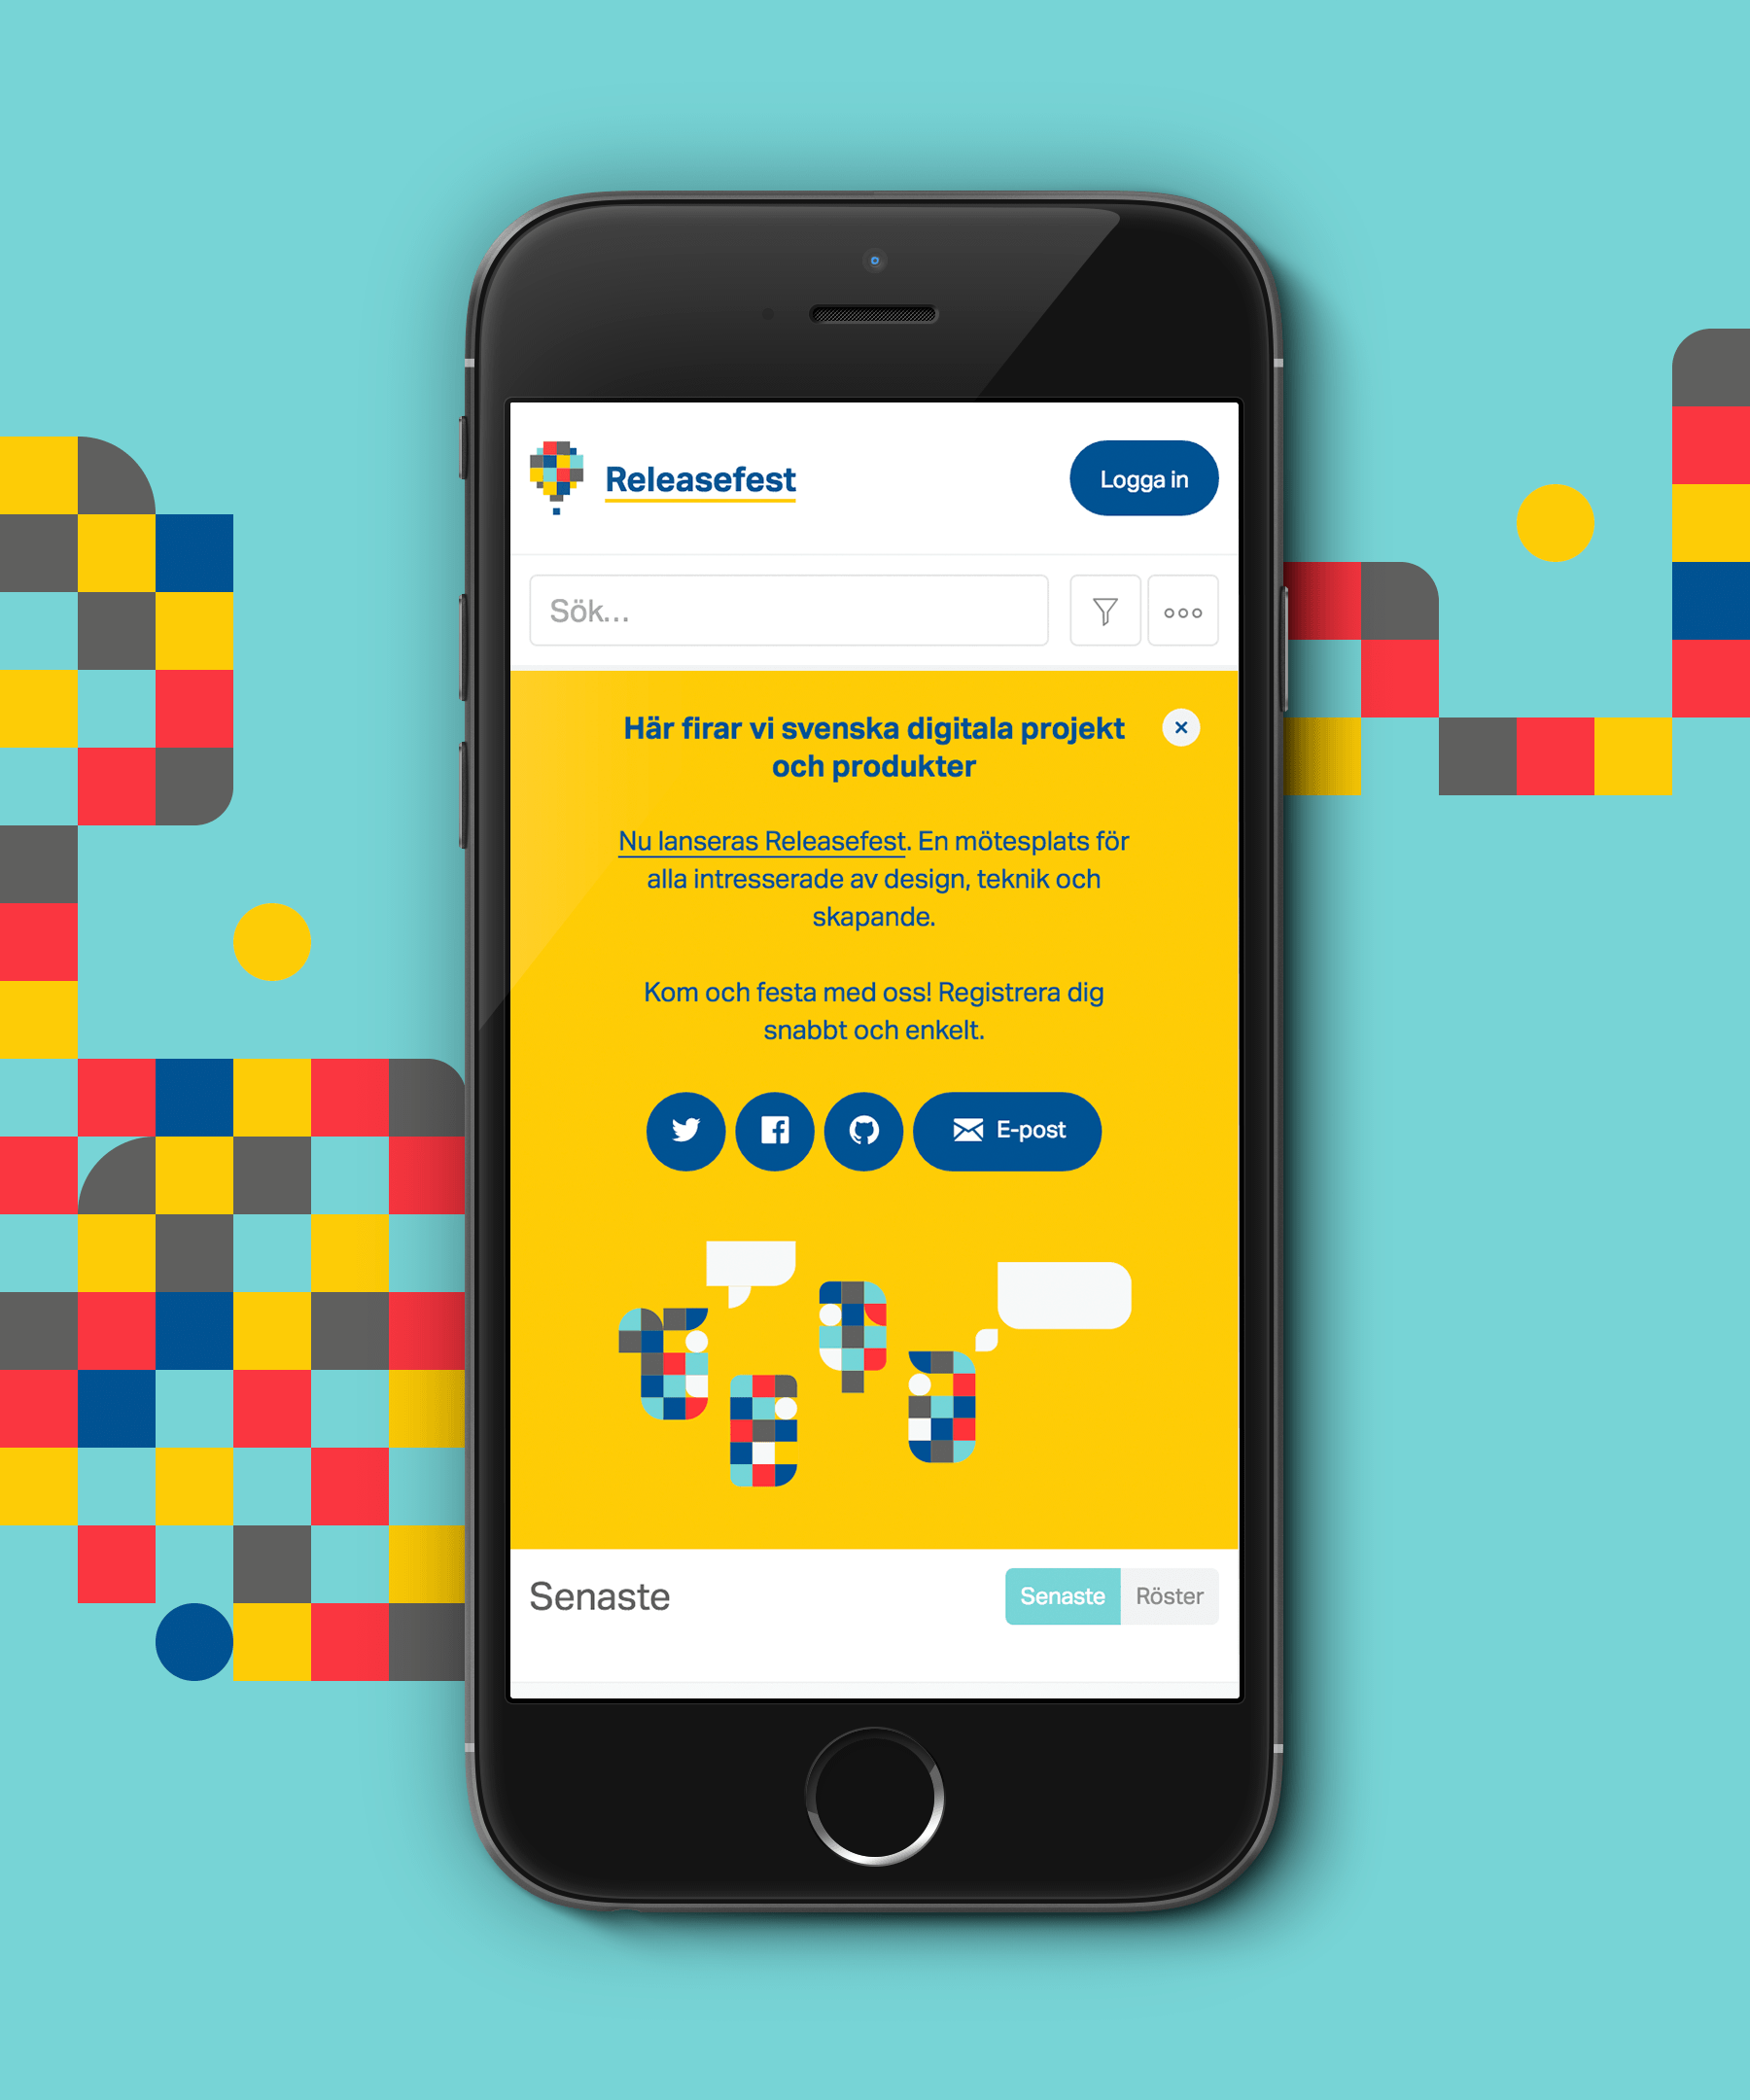 Releasefest
Logga in
Sök...
Här firar vi svenska digitala projekt
och produkter
Nu lanseras Releasefest. En mötesplats för
alla intresserade av design, teknik och
skapande.
Kom och festa med oss! Registrera dig
snabbt och enkelt.
E-post
Senaste
Senaste
Röster